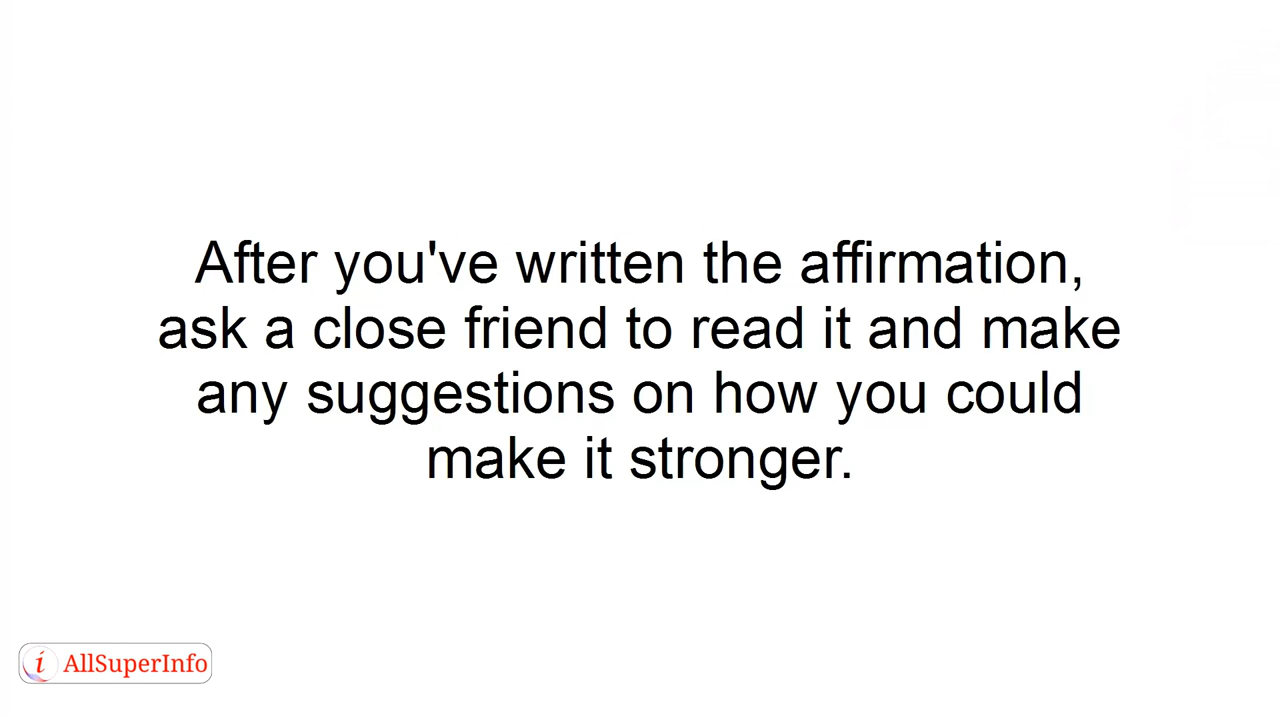 After you've written the affirmation,
ask a close friend to read it and make
any suggestions on how you could
make it stronger.
i AllSuperInfo